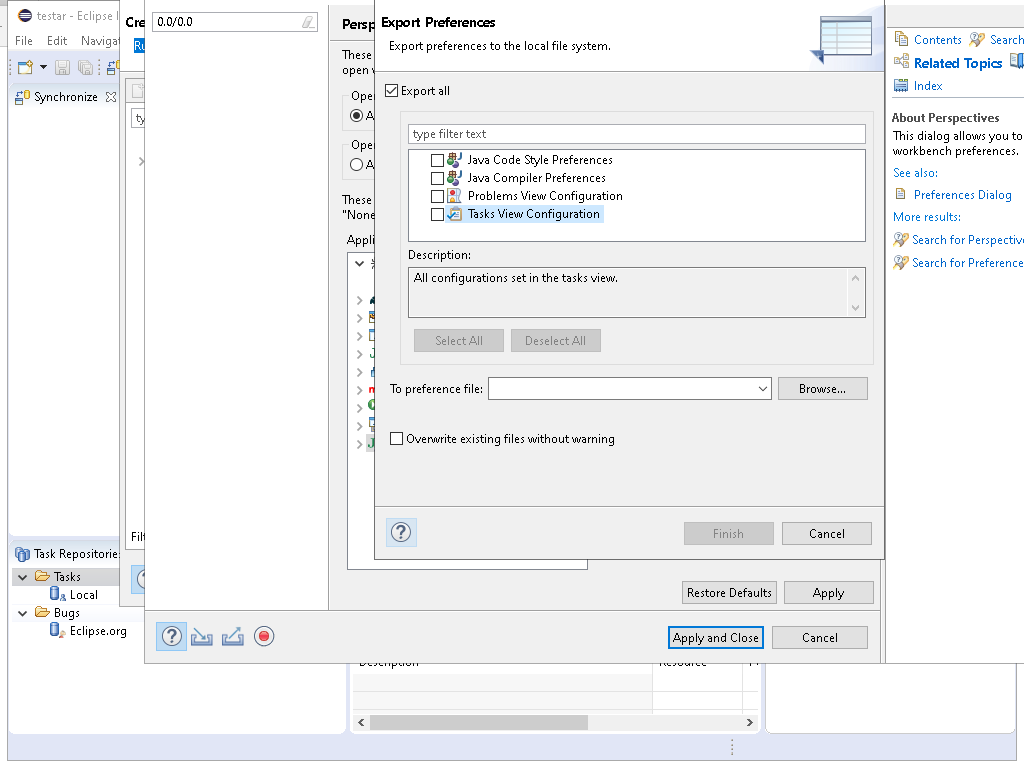 testar - Eclipse I
File Edit Navigat
Synchronize
Task Repositorie
Tasks
Local
Bugs
Eclipse.org
Cre
Ru
ty
Filt
0.0/0.0
Persp
These
open v
Open
A
Open
A
These
"None
Appli
Export Preferences
Export preferences to the local file system.
Export all
type filter text
Java Code Style Preferences
Java Compiler Preferences
Problems View Configuration
Tasks View Configuration
Description:
All configurations set in the tasks view.
Select All Deselect All
To preference file: Browse...
Overwrite existing files without warning
? Finish Cancel
Restore Defaults Apply
? Apply and Close Cancel
Description Resource
Contents Search
Related Topics
Index
About Perspectives
This dialog allows you to
workbench preferences.
See also:
Preferences Dialog
More results:
Search for Perspective
Search for Preference